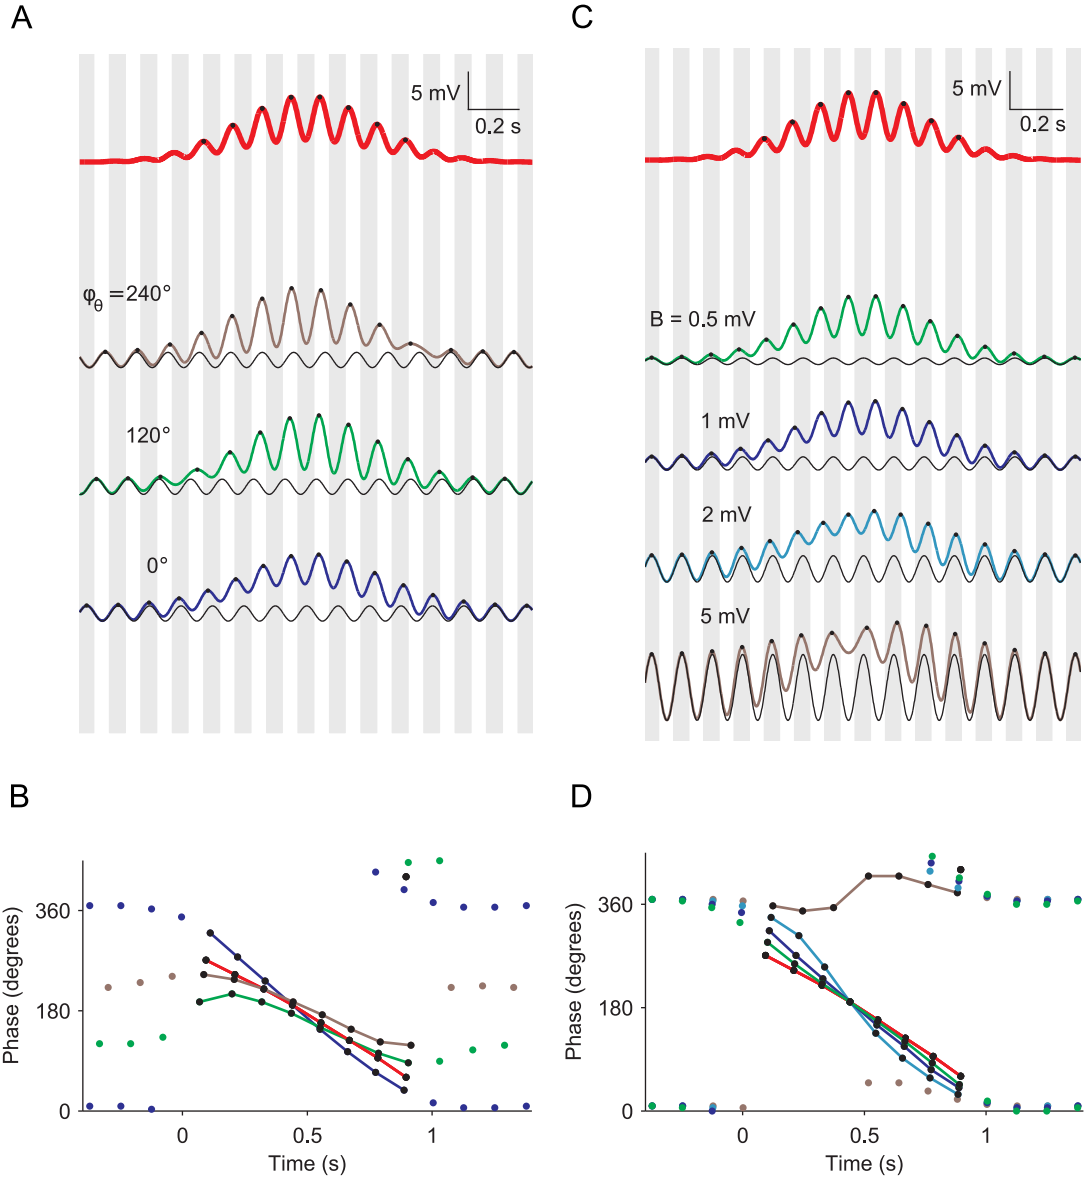 A
5 mV
0.2 s
φθ = 240°
120°
0°
B
Phase (degrees)
360
180
0
0
0.5
1
Time (s)
C
5 mV
0.2 s
B = 0.5 mV
1 mV
2 mV
5 mV
D
Phase (degrees)
360
180
0
0
0.5
1
Time (s)